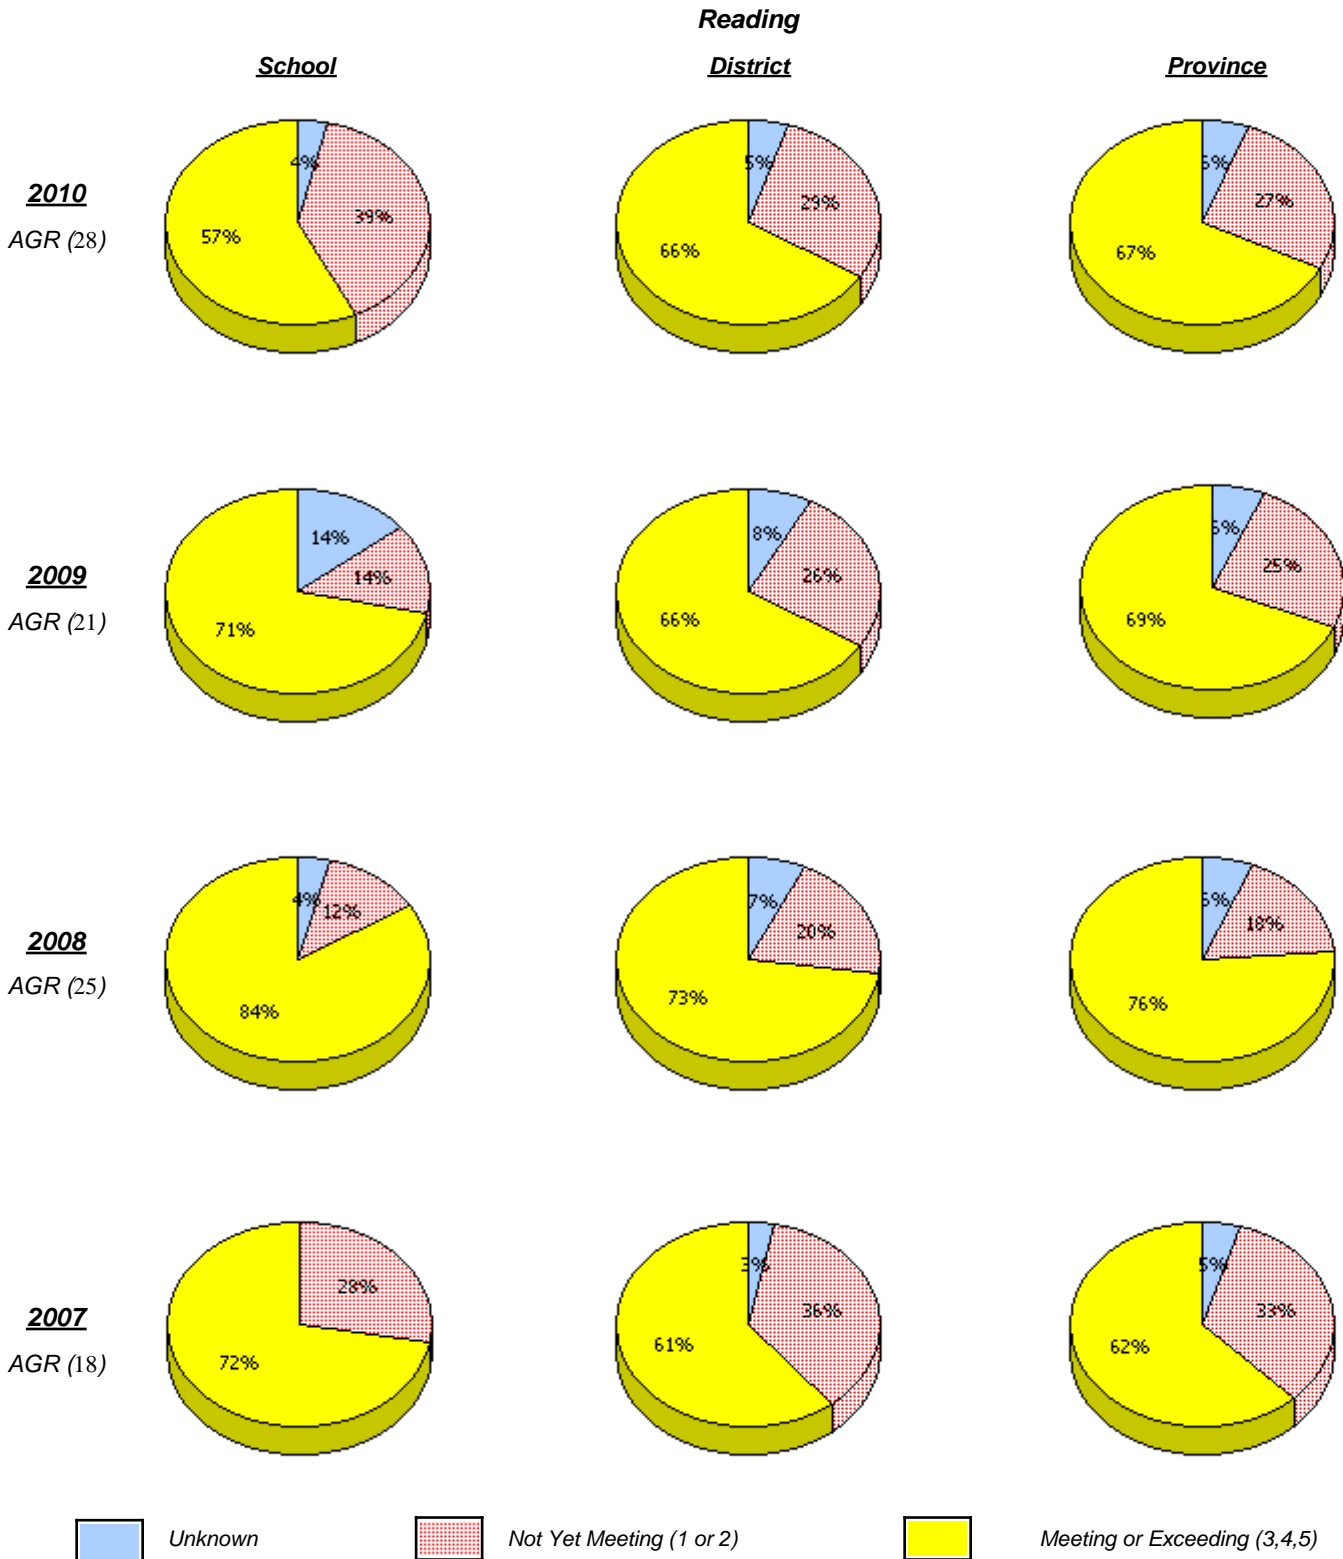 Reading
School District Province
4% 5% 6%
2010 39% 29% 27%
AGR (28) 57% 66% 67%
14% 8% 6%
2009 14% 26% 25%
AGR (21) 71% 66% 69%
4% 12% 7% 20% 6% 18%
2008
AGR (25) 84% 73% 76%
28% 3% 36% 5% 33%
2007
AGR (18) 72% 61% 62%
Unknown Not Yet Meeting (1 or 2) Meeting or Exceeding (3,4,5)